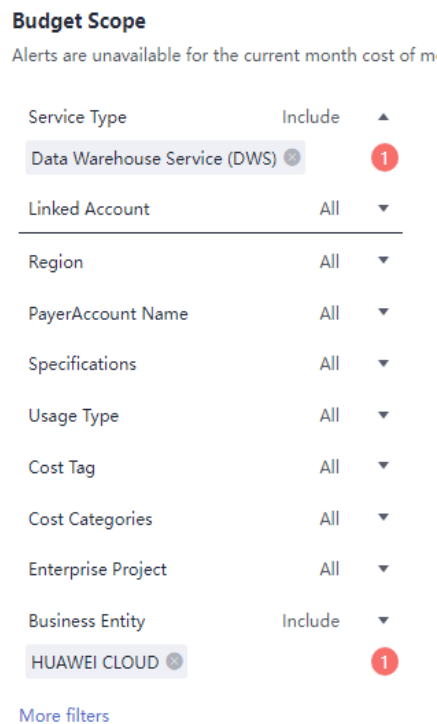 Budget Scope
Alerts are unavailable for the current month cost of
Service Type Include
Data Warehouse Service (DWS) 1
Linked Account All
Region All
PayerAccount Name All
Specifications All
Usage Type All
Cost Tag All
Cost Categories All
Enterprise Project All
Business Entity Include
HUAWEI CLOUD 1
More filters